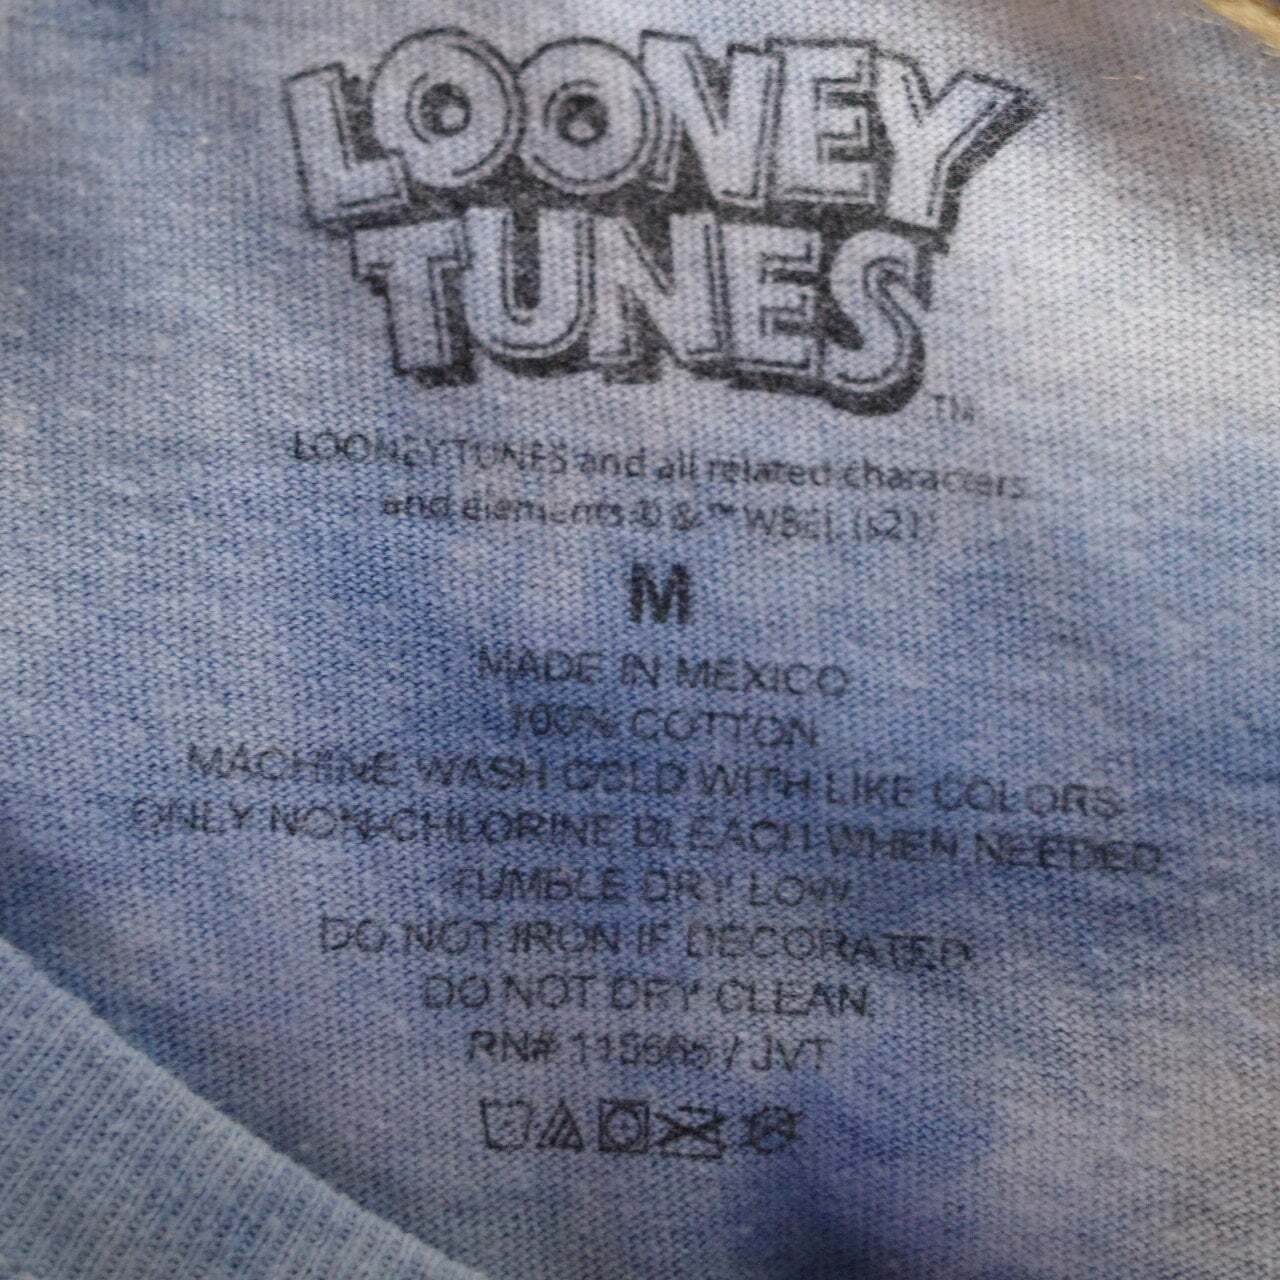 LOONEY
TUNES TM
LOONEY TUNES and all related characters
and elements © & ™ WBEI. (s21)
M
MADE IN MEXICO
100% COTTON
MACHINE WASH COLD WITH LIKE COLORS
ONLY NON-CHLORINE BLEACH WHEN NEEDED
TUMBLE DRY LOW
DO NOT IRON IF DECORATED
DO NOT DRY CLEAN
RN# / JVT